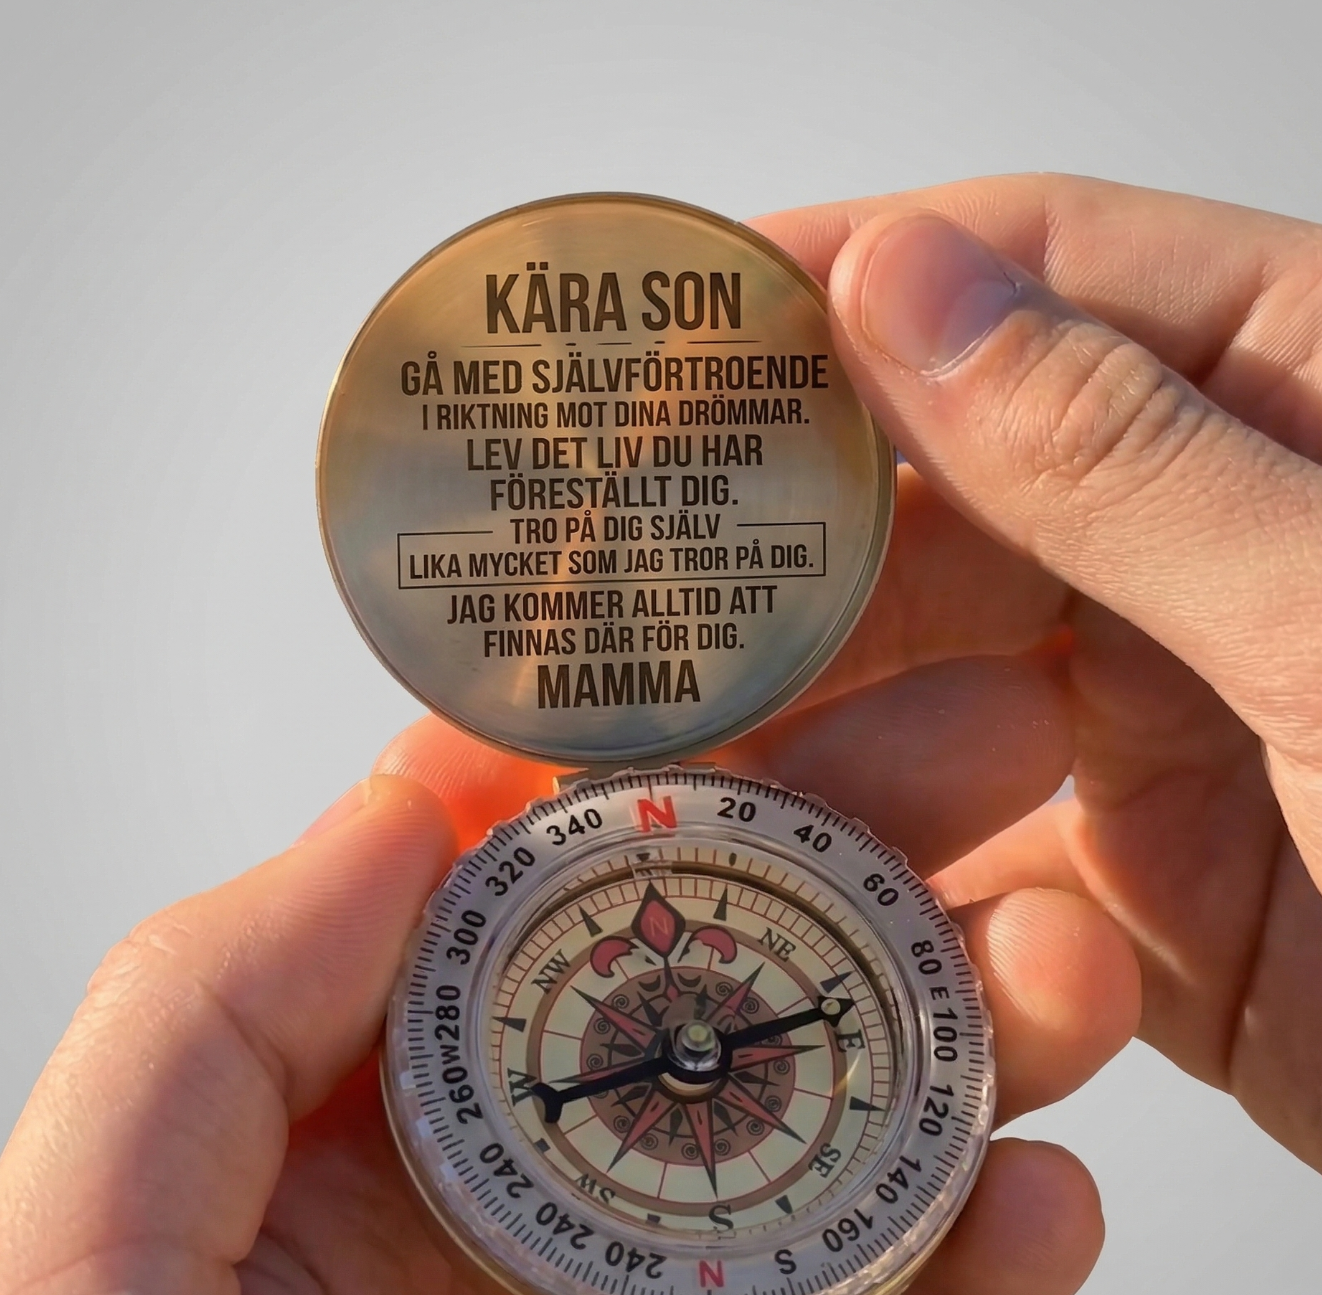 KÄRA SON
GÅ MED SJÄLVFÖRTROENDE
I RIKTNING MOT DINA DRÖMMAR.
LEV DET LIV DU HAR
FÖRESTÄLLT DIG.
TRO PÅ DIG SJÄLV
LIKA MYCKET SOM JAG TROR PÅ DIG.
JAG KOMMER ALLTID ATT
FINNAS DÄR FÖR DIG.
MAMMA
N 20 40 60 80 E 100 120 140 160 S N 240 240 240 260 W 280 300 320 340
N NE E SE S SW W NW